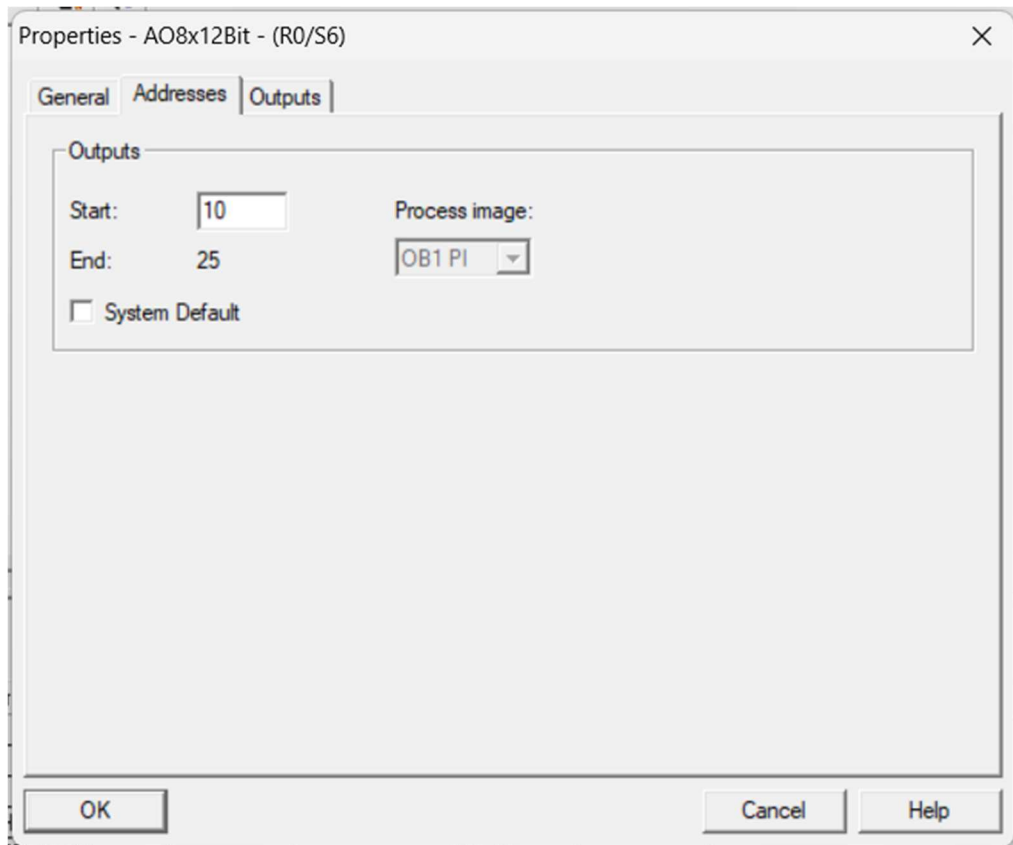 Properties - AO8x12Bit - (R0/S6)
General Addresses Outputs
Outputs
Start: 10 Process image:
End: 25 OB1 PI
System Default
OK Cancel Help